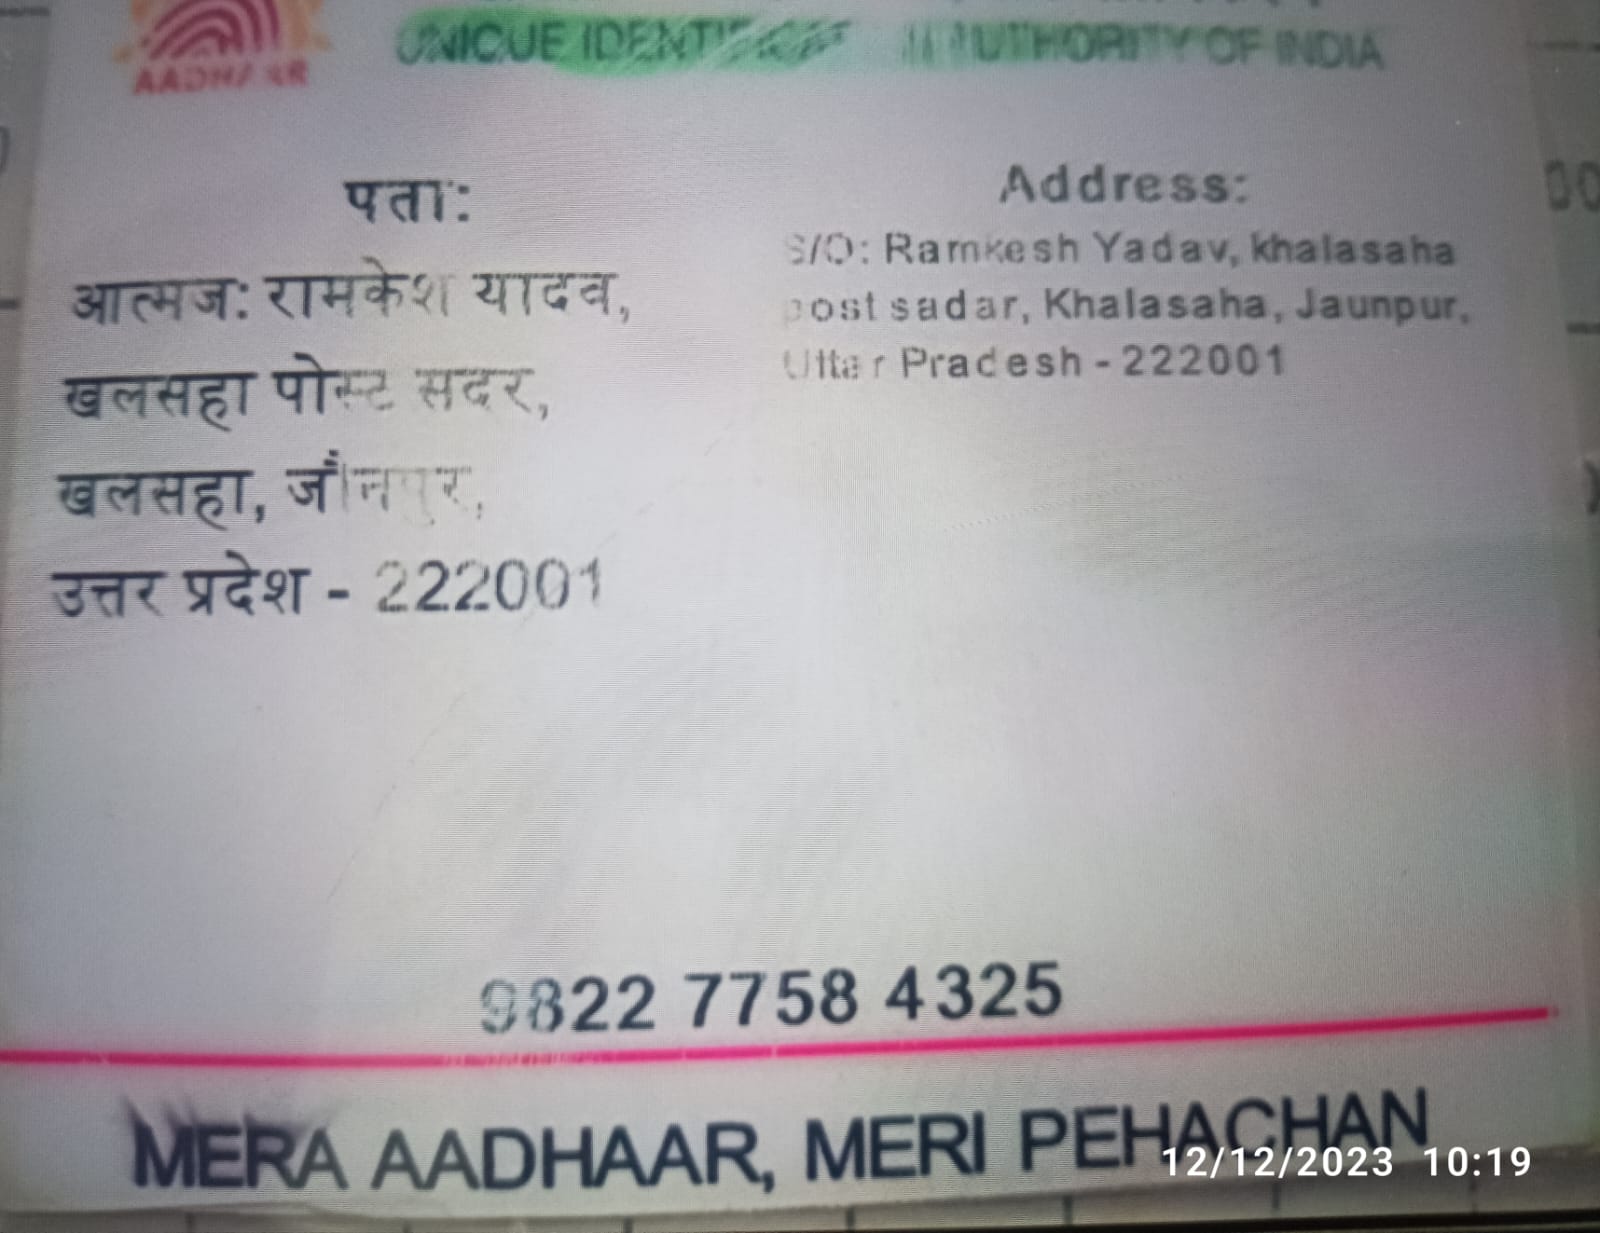 AADHAAR
UNIQUE AUTHORITY OF INDIA
पता:
आत्मज: रामकेश यादव,
खलसहा पोस्ट सदर,
खलसहा, जौनपुर,
उत्तर प्रदेश - 222001
Address:
S/O: Ramkesh Yadav, khalasaha
post sadar, Khalasaha, Jaunpur,
Uttar Pradesh - 222001
9822 7758 4325
MERA AADHAAR, MERI PEHACHAN
12/12/2023 10:19